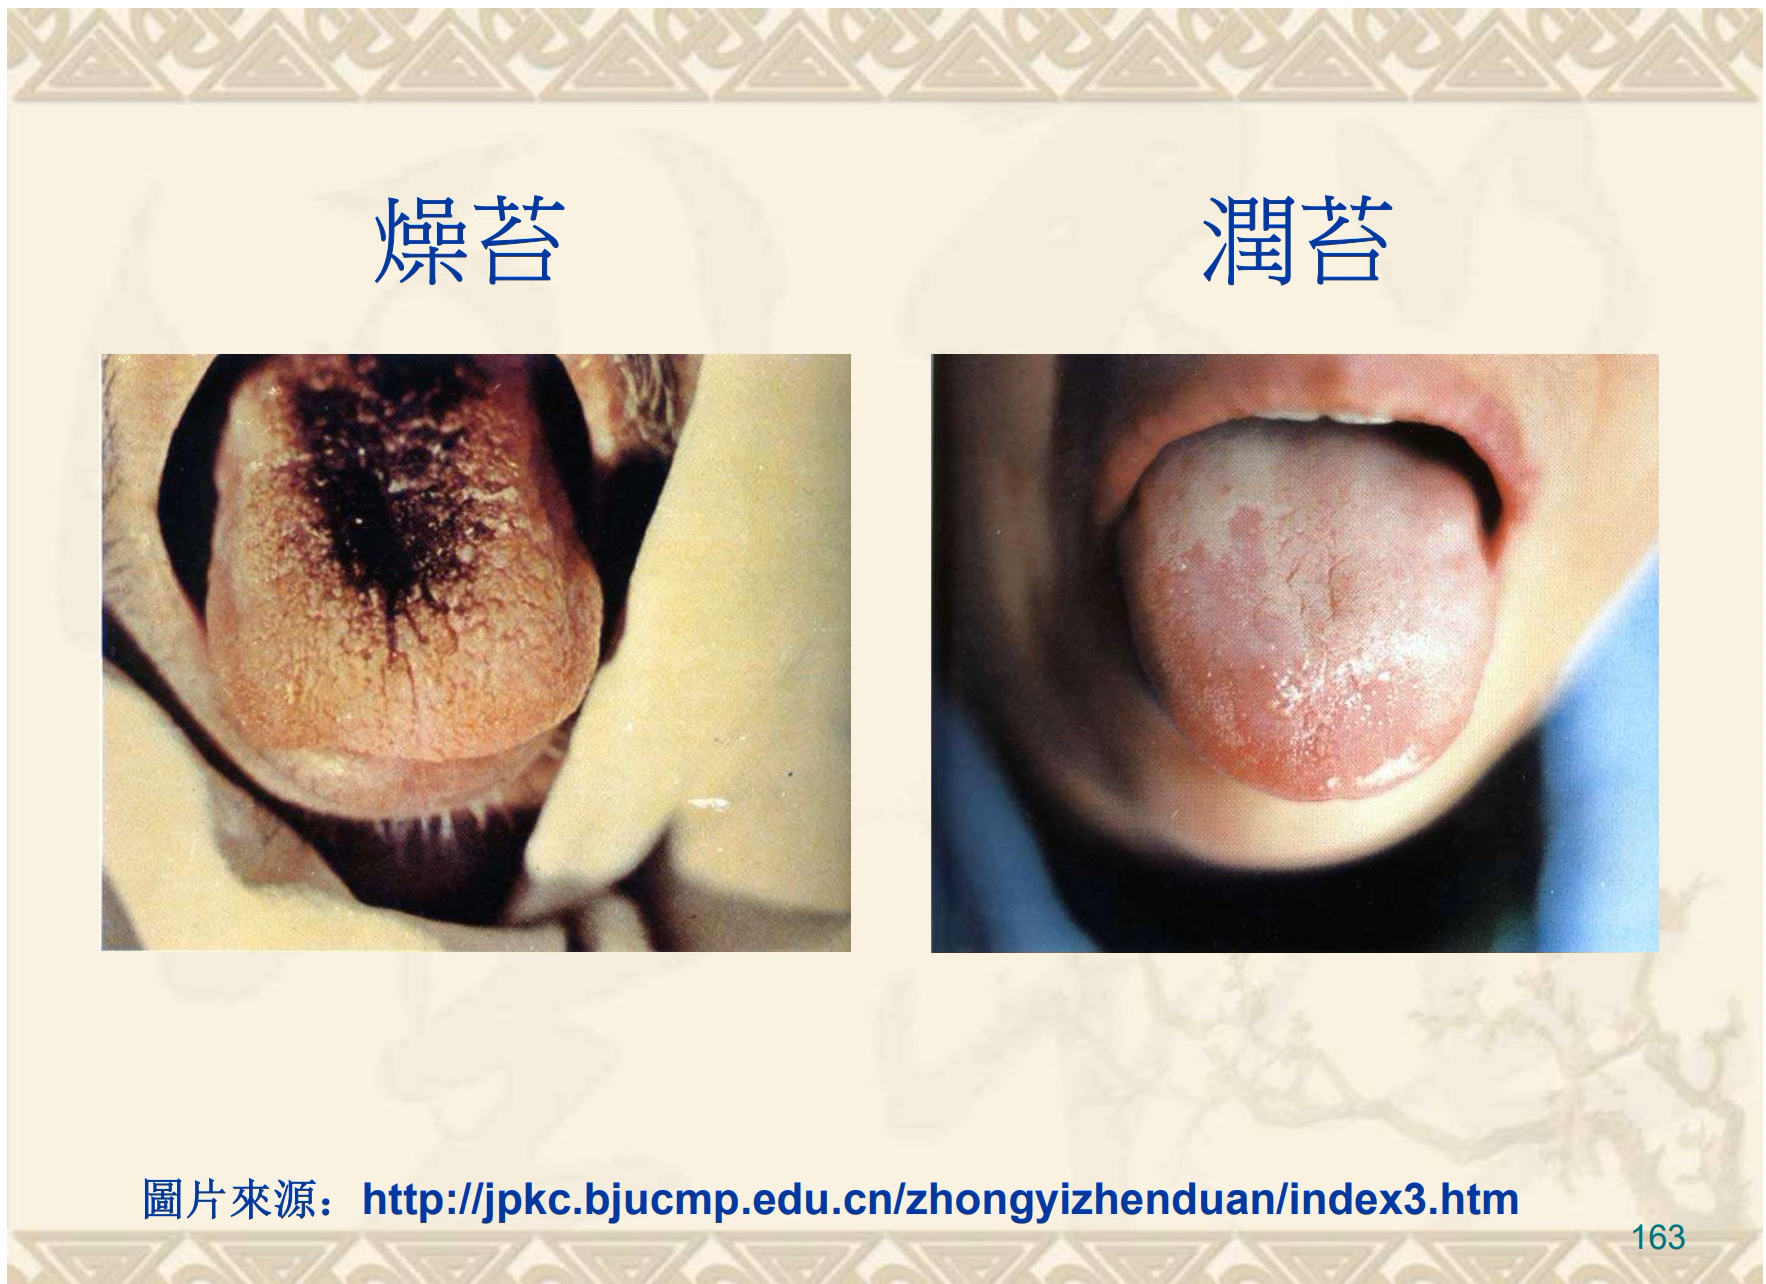 燥苔
潤苔
圖片來源：http://jpkc.bjucmp.edu.cn/zhongyizhenduan/index3.htm
163